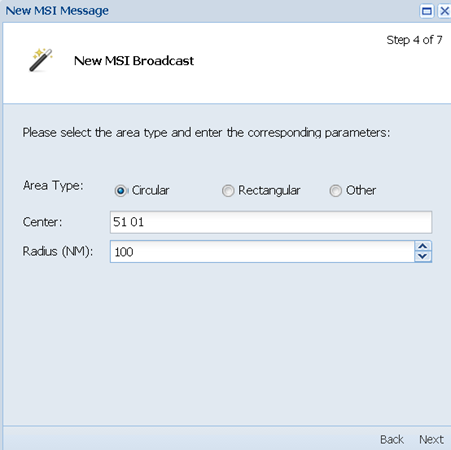 New MSI Message
Step 4 of 7
New MSI Broadcast
Please select the area type and enter the corresponding parameters:
Area Type: Circular Rectangular Other
Center: 51 01
Radius (NM): 100
Back Next